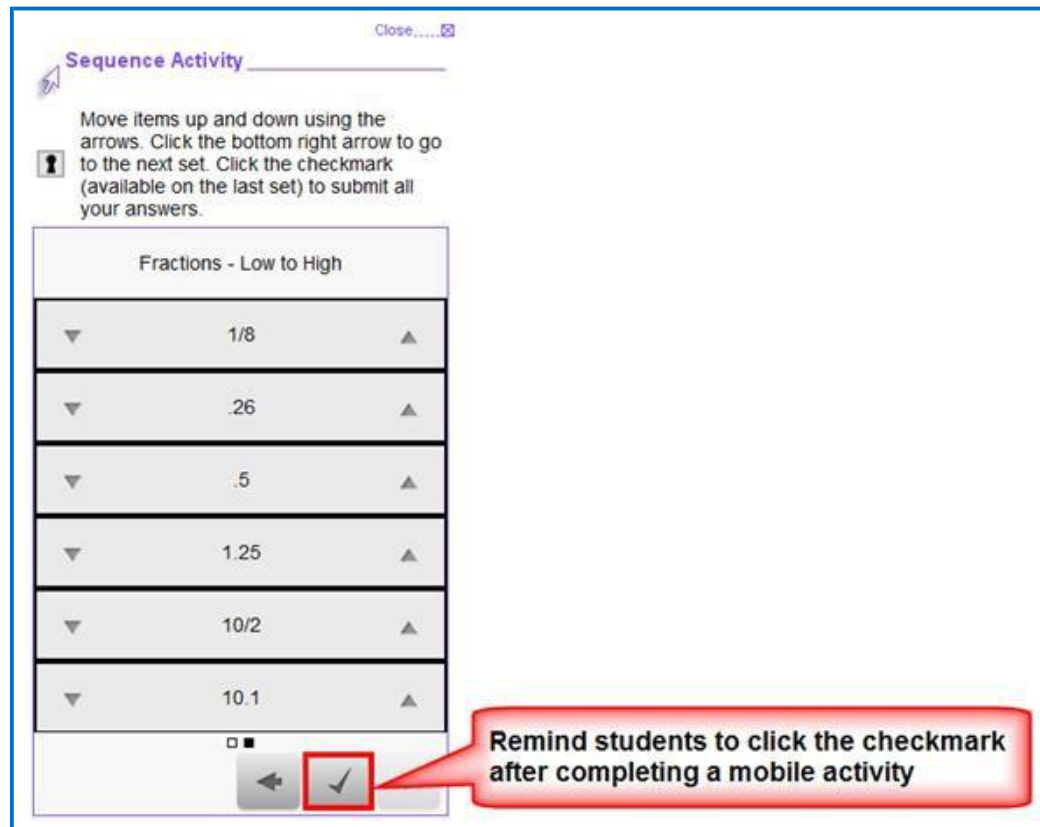 Close.....
Sequence Activity
Move items up and down using the
arrows. Click the bottom right arrow to go
to the next set. Click the checkmark
(available on the last set) to submit all
your answers.
Fractions - Low to High
1/8
.26
.5
1.25
10/2
10.1
Remind students to click the checkmark
after completing a mobile activity